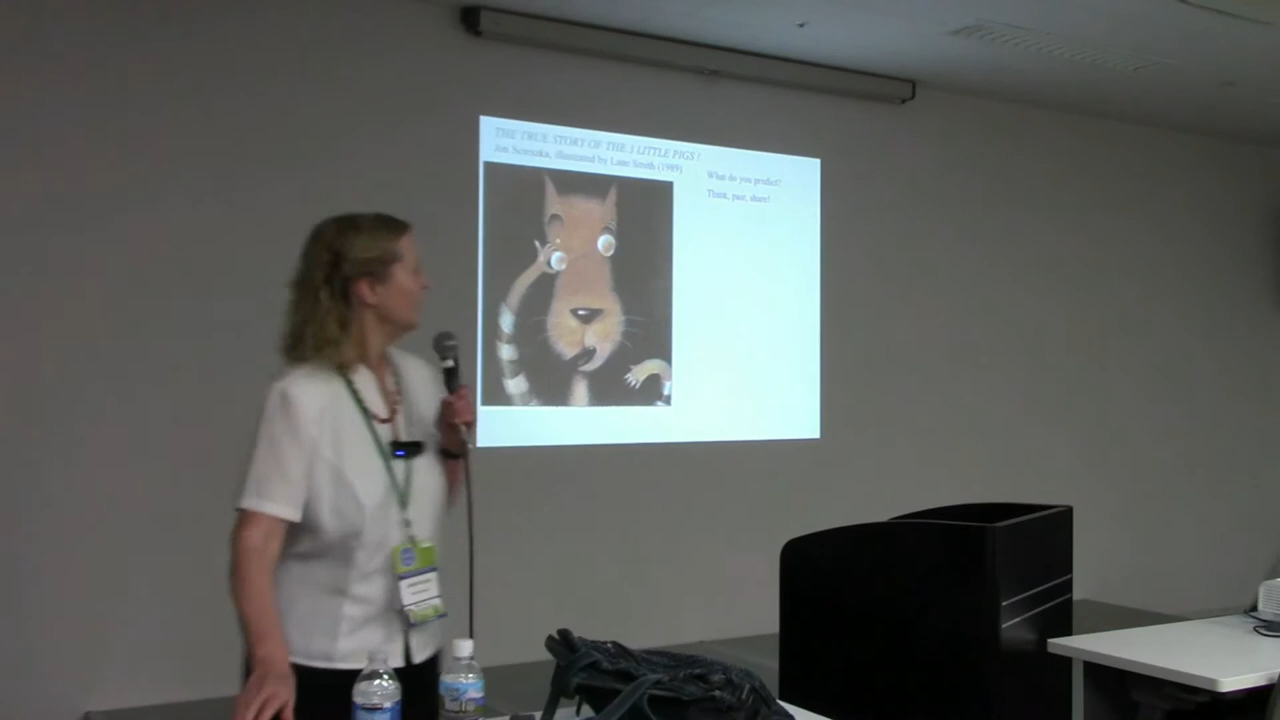 THE TRUE STORY OF THE 3 LITTLE PIGS !
Jon Scieszka, illustrated by Lane Smith (1989)
What do you predict?
Think, pair, share!